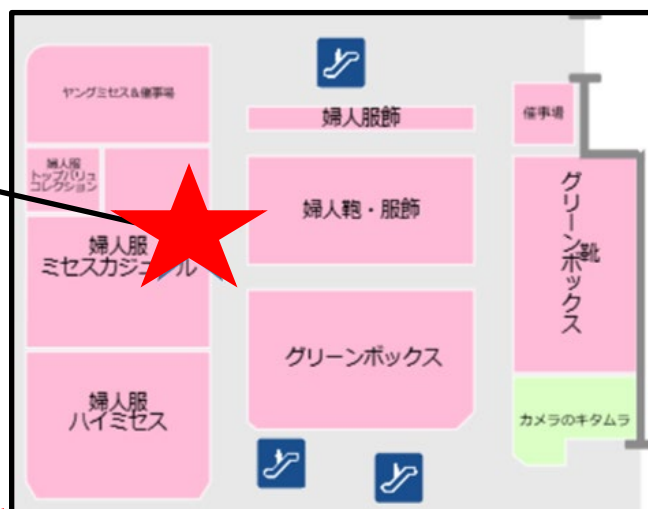 ヤングミセス&催事場
婦人服
トップバリュ
コレクション
婦人服
ミセスカジュアル
婦人服
ハイミセス
婦人服飾
婦人鞄・服飾
グリーンボックス
催事場
グリーンボックス
靴
カメラのキタムラ